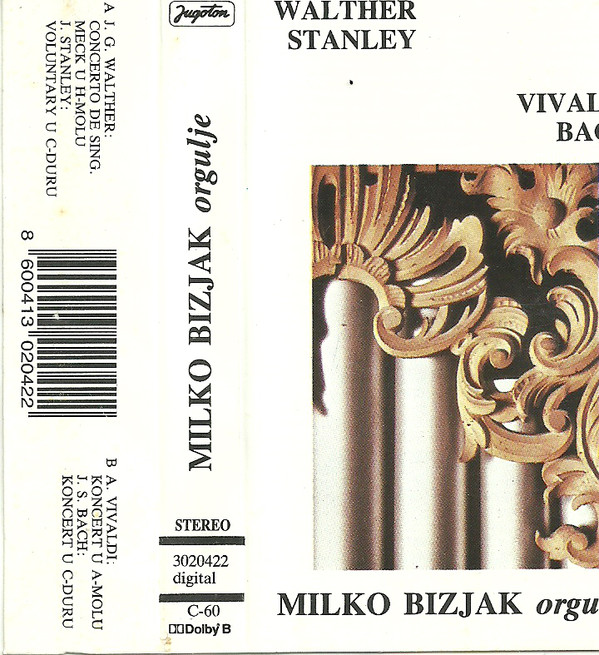 A J. G. WALTHER:
CONCERTO DE SING.
MECK U H-MOLU
J. STANLEY:
VOLUNTARY U C-DURU
8 600413 020422
B A. VIVALDI:
KONCERT U A-MOLU
J. S. BACH:
KONCERT U C-DURU
Jugoton
MILKO BIZJAK orgulje
STEREO
3020422
digital
C-60
Dolby B
WALTHER
STANLEY
VIVAL
BAC
MILKO BIZJAK orgu